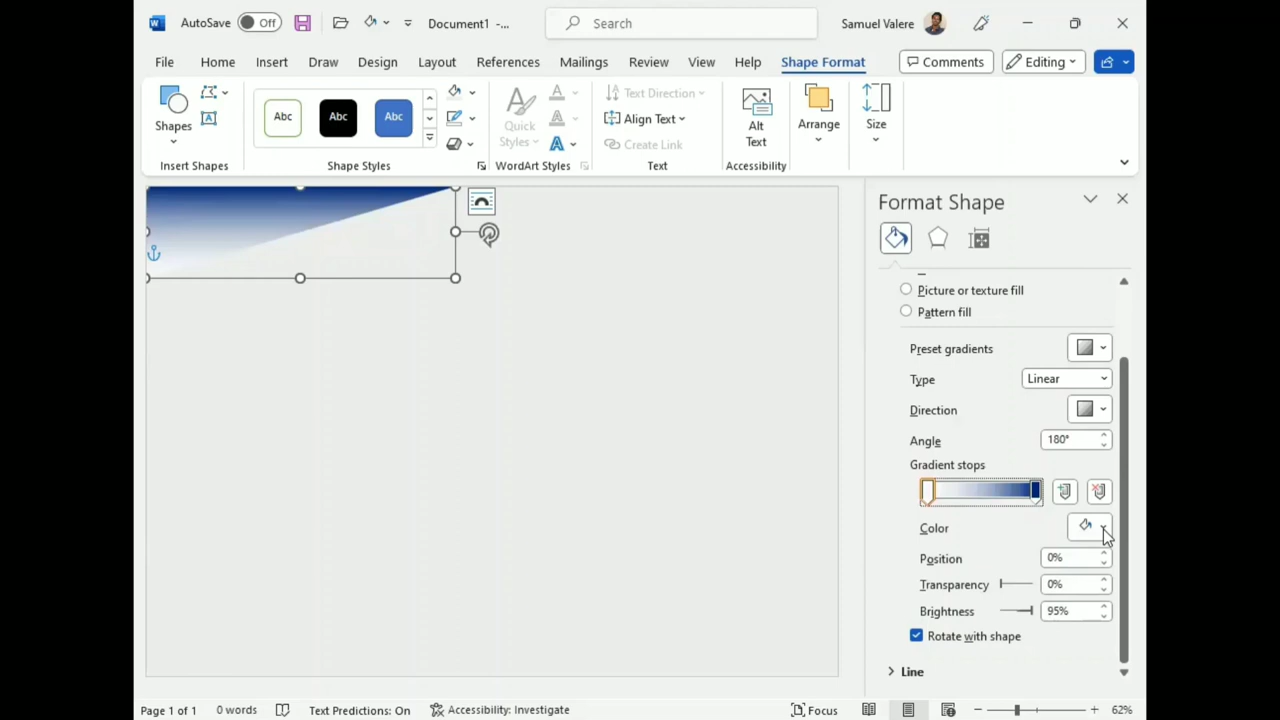 AutoSave Off Document1 -... Search Samuel Valere
File Home Insert Draw Design Layout References Mailings Review View Help Shape Format Comments Editing
Shapes
Insert Shapes
Abc Abc Abc
Shape Styles
Quick
Styles
WordArt Styles
Text Direction
Align Text
Create Link
Text
Alt
Text
Accessibility
Arrange
Size
Format Shape
Picture or texture fill
Pattern fill
Preset gradients
Type Linear
Direction
Angle 180°
Gradient stops
Color
Position 0%
Transparency 0%
Brightness 95%
Rotate with shape
Line
Page 1 of 1 0 words Text Predictions: On Accessibility: Investigate Focus 62%